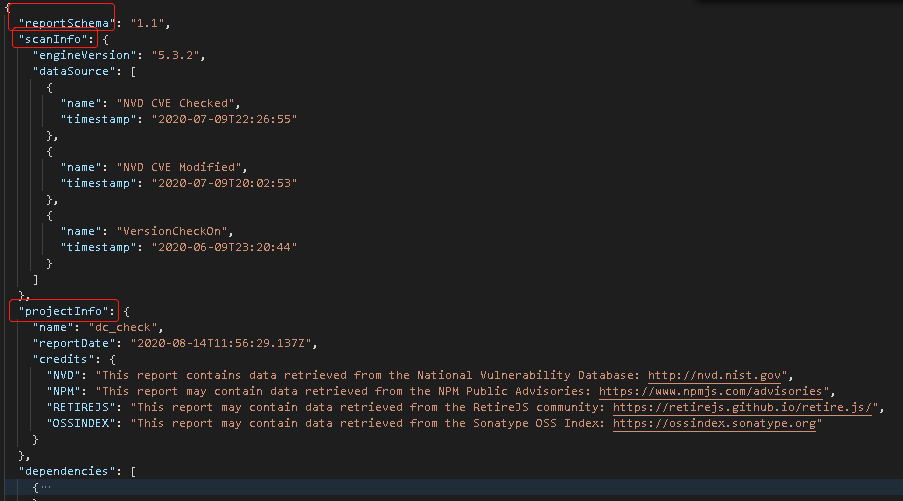 {
"reportSchema": "1.1",
"scanInfo": {
"engineVersion": "5.3.2",
"dataSource": [
{
"name": "NVD CVE Checked",
"timestamp": "2020-07-09T22:26:55"
},
{
"name": "NVD CVE Modified",
"timestamp": "2020-07-09T20:02:53"
},
{
"name": "VersionCheckOn",
"timestamp": "2020-06-09T23:20:44"
}
]
},
"projectInfo": {
"name": "dc_check",
"reportDate": "2020-08-14T11:56:29.137Z",
"credits": {
"NVD": "This report contains data retrieved from the National Vulnerability Database: http://nvd.nist.gov",
"NPM": "This report may contain data retrieved from the NPM Public Advisories: https://www.npmjs.com/advisories",
"RETIREJS": "This report may contain data retrieved from the RetireJS community: https://retirejs.github.io/retire.js/",
"OSSINDEX": "This report may contain data retrieved from the Sonatype OSS Index: https://ossindex.sonatype.org"
}
},
"dependencies": [
{···